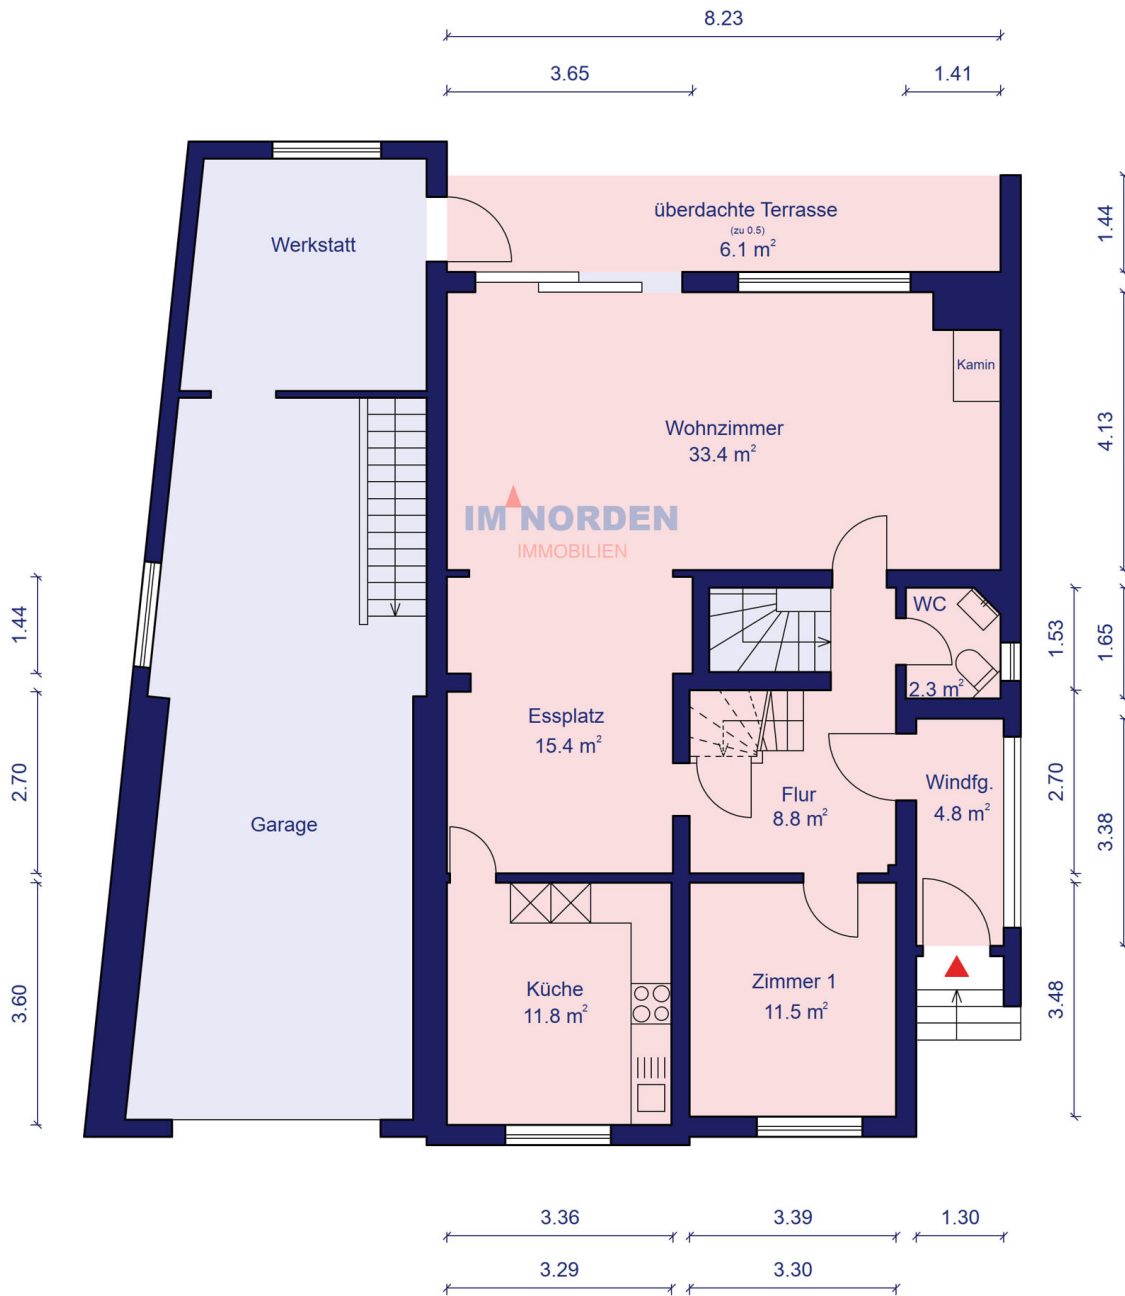 8.23
3.65
1.41
überdachte Terrasse
(zu 0.5)
6.1 m²
1.44
Werkstatt
Kamin
Wohnzimmer
33.4 m²
4.13
IM NORDEN
IMMOBILIEN
WC
2.3 m²
1.44
1.53
1.65
Essplatz
15.4 m²
2.70
Flur
8.8 m²
Windfg.
4.8 m²
2.70
3.38
Garage
Küche
11.8 m²
Zimmer 1
11.5 m²
3.60
3.48
3.36
3.39
1.30
3.29
3.30